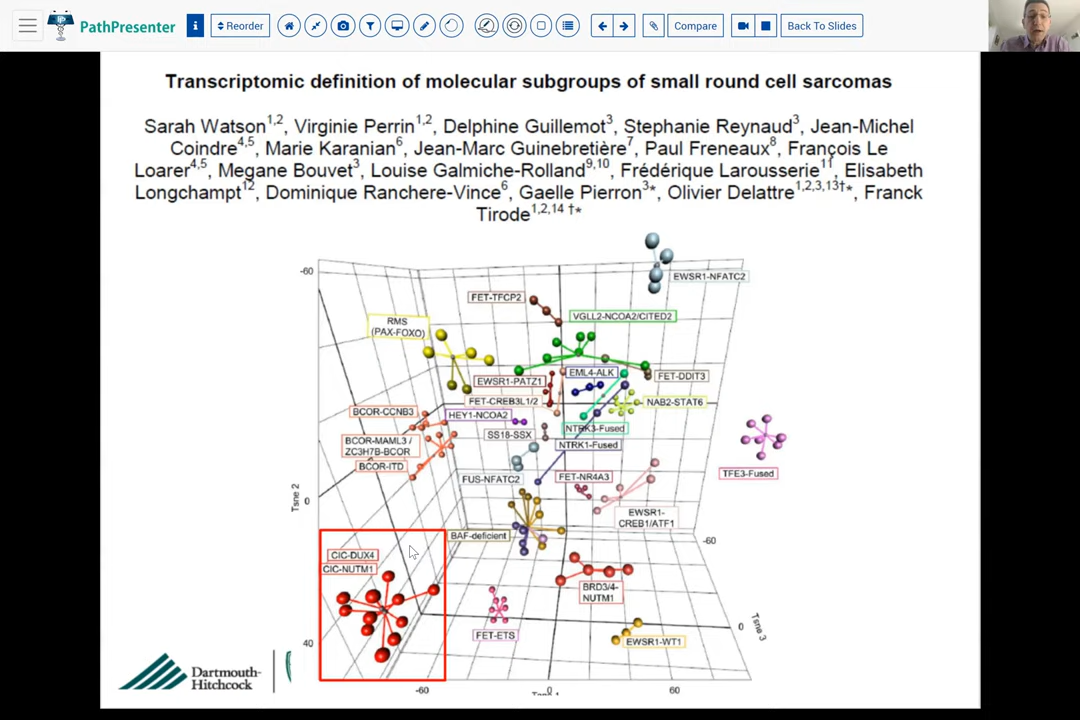 PathPresenter
i
Reorder
Compare
Back To Slides
Transcriptomic definition of molecular subgroups of small round cell sarcomas
Sarah Watson1,2, Virginie Perrin1,2, Delphine Guillemot3, Stephanie Reynaud3, Jean-Michel
Coindre4,5, Marie Karanian6, Jean-Marc Guinebretière7, Paul Freneaux8, François Le
Loarer4,5, Megane Bouvet3, Louise Galmiche-Rolland9,10, Frédérique Larousserie11, Elisabeth
Longchampt12, Dominique Ranchere-Vince6, Gaelle Pierron3*, Olivier Delattre1,2,3,13†*, Franck
Tirode1,2,14 †*
-60
EWSR1-NFATC2
FET-TFCP2
VGLL2-NCOA2/CITED2
RMS
(PAX-FOXO)
EML4-ALK
FET-DDIT3
EWSR1-PATZ1
FET-CREB3L1/2
NAB2-STAT6
BCOR-CCNB3
HEY1-NCOA2
NTRK3-Fused
SS18-SSX
BCOR-MAML3 /
ZC3H7B-BCOR
NTRK1-Fused
BCOR-ITD
TFE3-Fused
FUS-NFATC2
FET-NR4A3
Tsne 2
0
EWSR1-
CREB1/ATF1
BAF-deficient
-60
CIC-DUX4
CIC-NUTM1
BRD3/4-
NUTM1
Tsne 3
0
FET-ETS
EWSR1-WT1
40
Dartmouth-
Hitchcock
-60
0
60